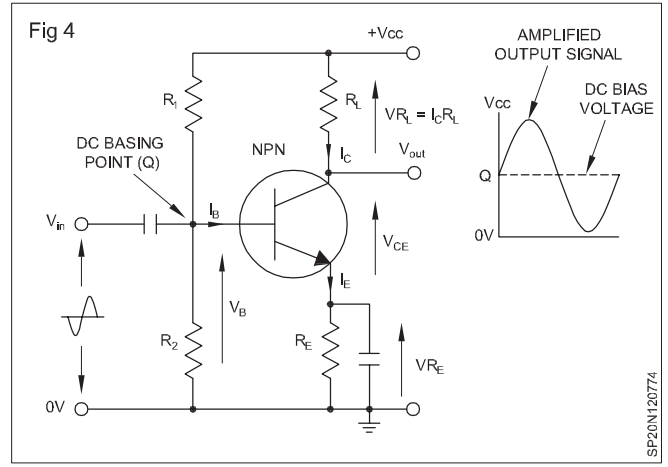 Fig 4
+Vcc
R1
RL
VRL = ICRL
DC BASING
POINT (Q)
NPN
IC
Vout
Vin
IB
VCE
VB
IE
R2
RE
VRE
0V
AMPLIFIED
OUTPUT SIGNAL
Vcc
DC BIAS
VOLTAGE
Q
0V
SP20N120774